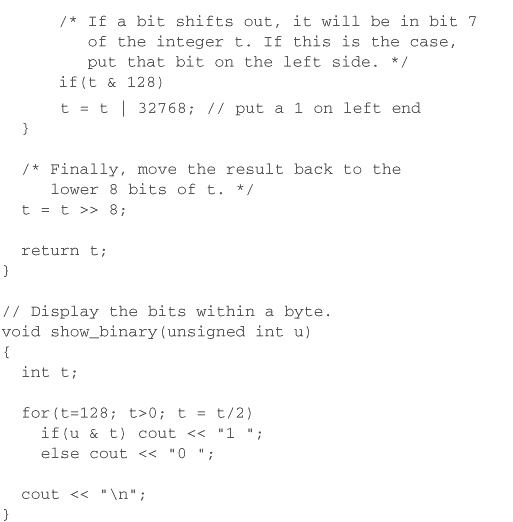 /* If a bit shifts out, it will be in bit 7
of the integer t. If this is the case,
put that bit on the left side. */
if(t & 128)
t = t | 32768; // put a 1 on left end
}
/* Finally, move the result back to the
lower 8 bits of t. */
t = t >> 8;
return t;
}
// Display the bits within a byte.
void show_binary(unsigned int u)
{
int t;
for(t=128; t>0; t = t/2)
if(u & t) cout << "1 ";
else cout << "0 ";
cout << "\n";
}